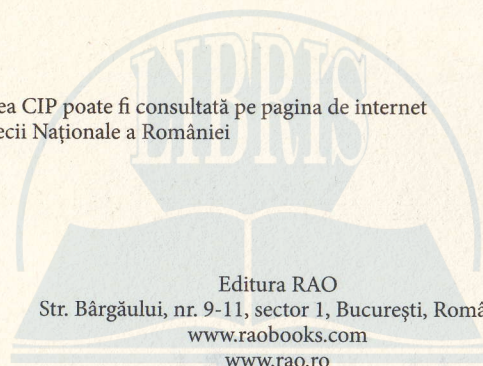 LIBRIS
ea CIP poate fi consultată pe pagina de internet
ecii Naționale a României
Editura RAO
Str. Bârgăului, nr. 9-11, sector 1, București, Româ
www.raobooks.com
www.rao.ro